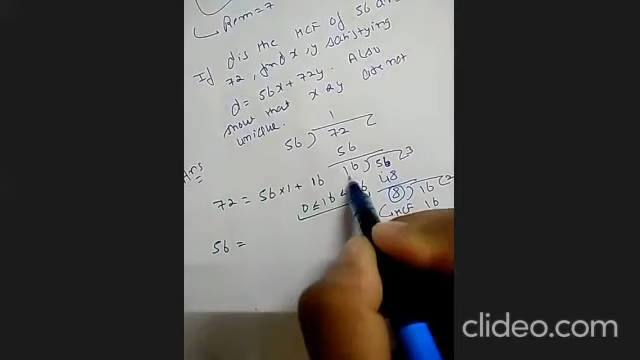 Rem = 7
If d is the HCF of 56 and
72, find x, y satisfying
d = 56x + 72y. Also
show that x & y are not
unique.
Ans
1
56 ) 72 (
56
16 ) 56 ( 3
48
8 ) 16 ( 2
HCF 16
72 = 56 × 1 + 16
0 ≤ 16 <
56 =
clideo.com